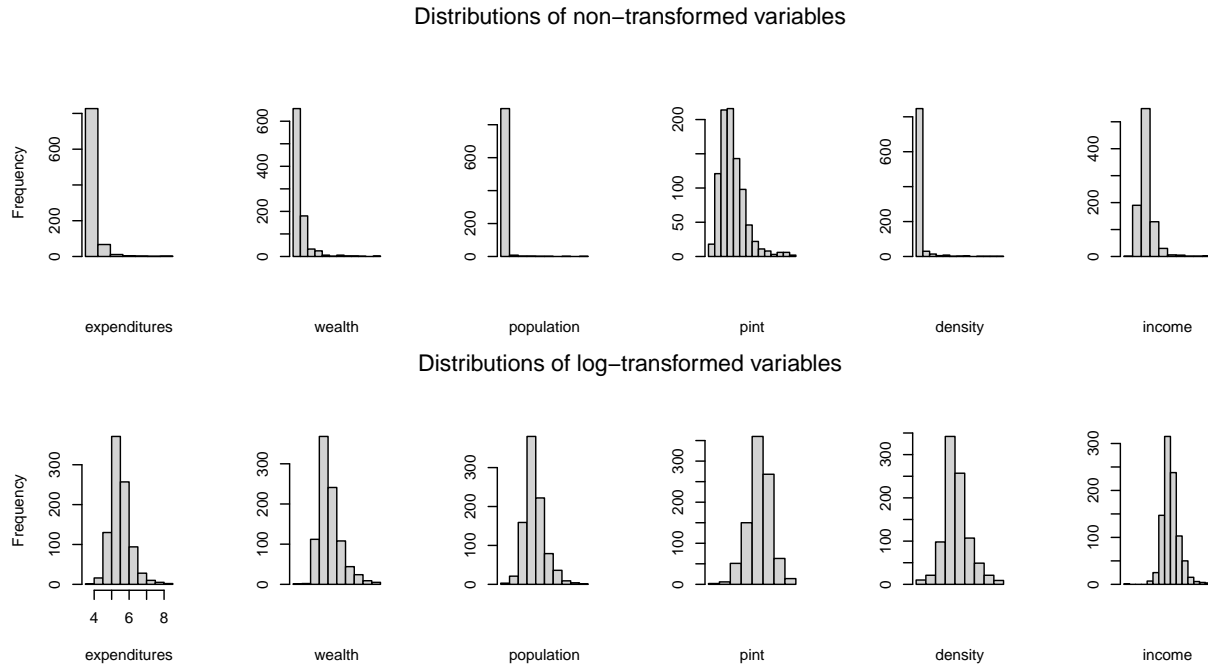 Distributions of non−transformed variables
Frequency
0 200 600
expenditures
0 200 400 600
wealth
0 200 600
population
0 50 100 200
pint
0 200 600
density
0 200 400
income
Distributions of log−transformed variables
Frequency
0 100 200 300
4 6 8
expenditures
0 100 200 300
wealth
0 100 200 300
population
0 100 200 300
pint
0 100 200 300
density
0 100 200 300
income